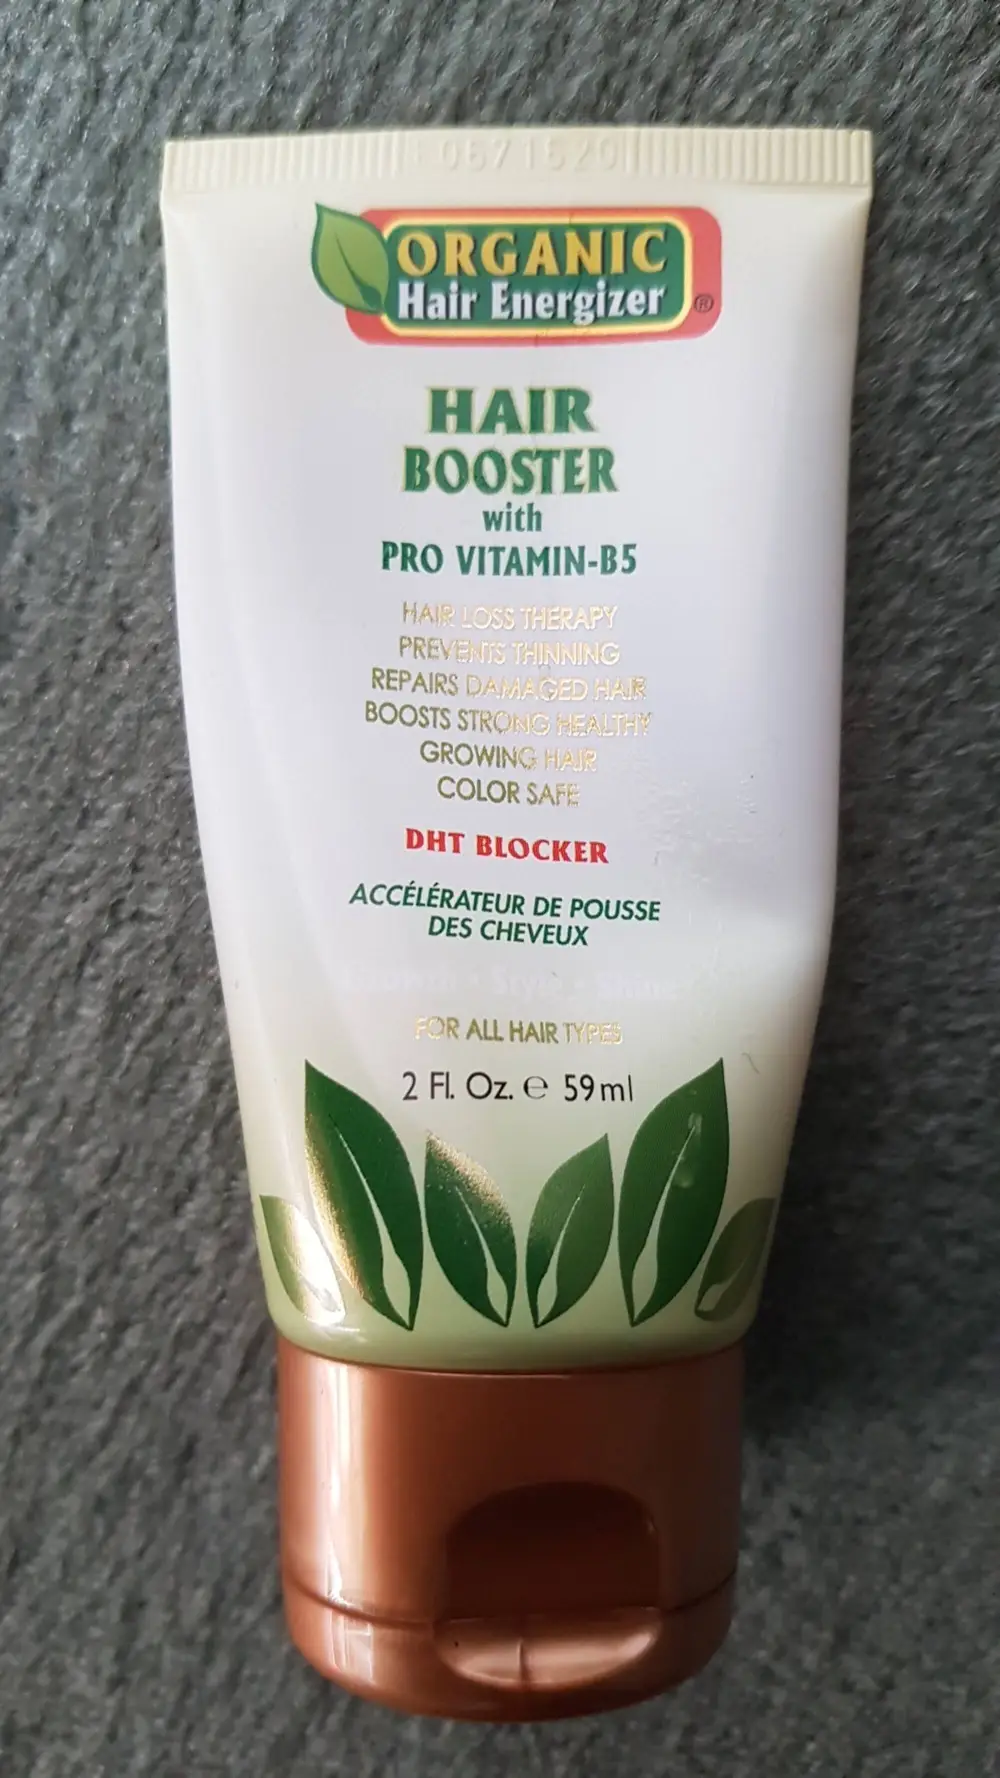 0671520
ORGANIC
Hair Energizer
®
HAIR
BOOSTER
with
PRO VITAMIN-B5
HAIR LOSS THERAPY
PREVENTS THINNING
REPAIRS DAMAGED HAIR
BOOSTS STRONG HEALTHY
GROWING HAIR
COLOR SAFE
DHT BLOCKER
ACCÉLÉRATEUR DE POUSSE
DES CHEVEUX
FOR ALL HAIR TYPES
2 Fl. Oz. ℮ 59ml